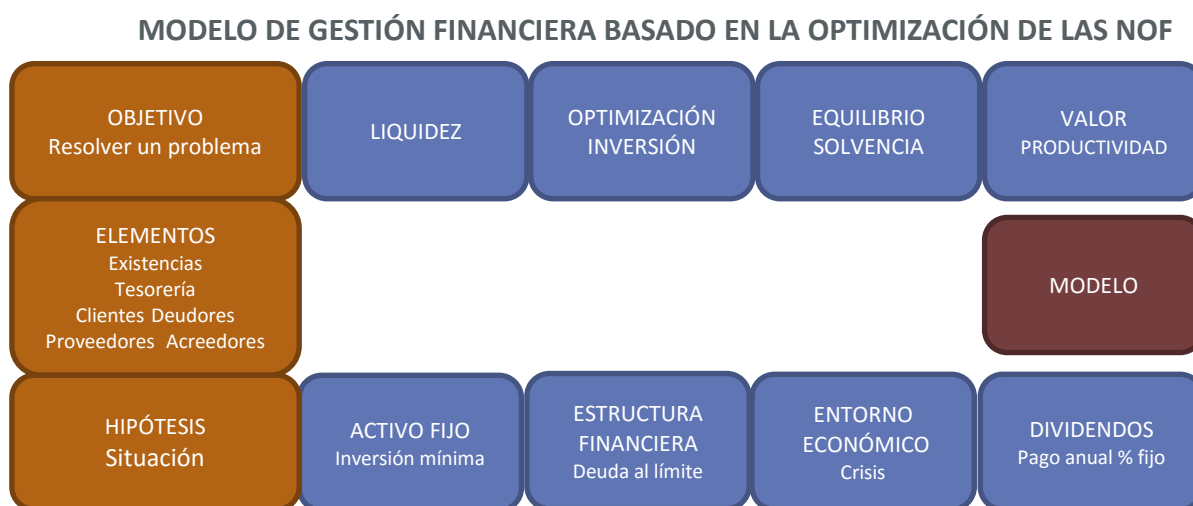 MODELO DE GESTIÓN FINANCIERA BASADO EN LA OPTIMIZACIÓN DE LAS NOF
OBJETIVO
Resolver un problema
LIQUIDEZ
OPTIMIZACIÓN
INVERSIÓN
EQUILIBRIO
SOLVENCIA
VALOR
PRODUCTIVIDAD
ELEMENTOS
Existencias
Tesorería
Clientes Deudores
Proveedores Acreedores
MODELO
HIPÓTESIS
Situación
ACTIVO FIJO
Inversión mínima
ESTRUCTURA
FINANCIERA
Deuda al límite
ENTORNO
ECONÓMICO
Crisis
DIVIDENDOS
Pago anual % fijo